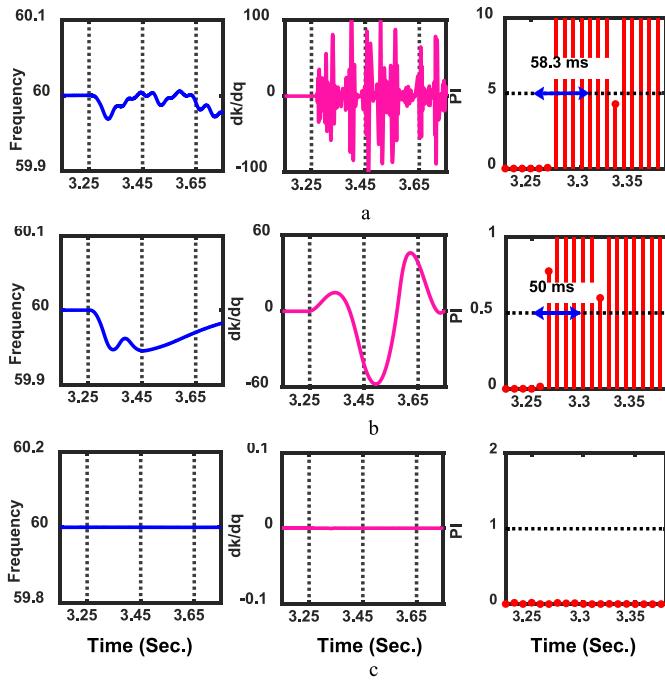 60.1
60
59.9
Frequency
3.25 3.45 3.65
100
0
-100
dk/dq
3.25 3.45 3.65
10
5
0
PI
58.3 ms
3.25 3.3 3.35
a
60.1
60
59.9
Frequency
3.25 3.45 3.65
60
0
-60
dk/dq
3.25 3.45 3.65
1
0.5
0
PI
50 ms
3.25 3.3 3.35
b
60.2
60
59.8
Frequency
3.25 3.45 3.65
0.1
0
-0.1
dk/dq
3.25 3.45 3.65
2
1
0
PI
3.25 3.3 3.35
Time (Sec.) Time (Sec.) Time (Sec.)
c